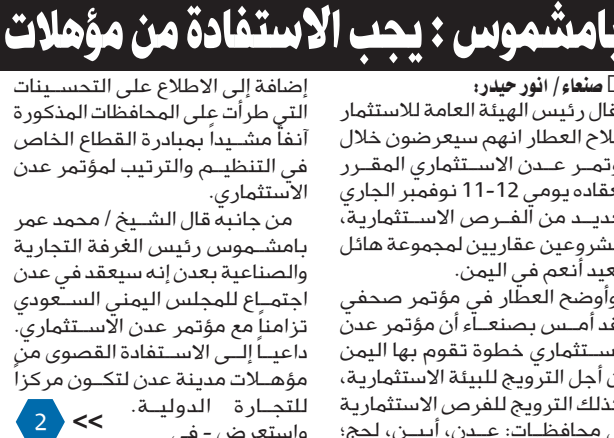 بامشموس : يجب الاستفادة من مؤهلات
صنعاء / انور حيدر:
قال رئيس الهيئة العامة للاستثمار
صلاح العطار انهم سيعرضون خلال
مؤتمر عدن الاستثماري المقرر
انعقاده يومي 12-11 نوفمبر الجاري
العديد من الفرص الاستثمارية،
مشروعين عقاريين لمجموعة هائل
سعيد أنعم في اليمن.
وأوضح العطار في مؤتمر صحفي
عقد أمس بصنعاء أن مؤتمر عدن
الاستثماري خطوة تقوم بها اليمن
من أجل الترويج للبيئة الاستثمارية،
وكذلك الترويج للفرص الاستثمارية
في محافظات: عدن، أبين، لحج؛
إضافة إلى الاطلاع على التحسينات
التي طرأت على المحافظات المذكورة
آنفاً مشيداً بمبادرة القطاع الخاص
في التنظيم والترتيب لمؤتمر عدن
الاستثماري.
من جانبه قال الشيخ / محمد عمر
بامشموس رئيس الغرفة التجارية
والصناعية بعدن إنه سيعقد في عدن
اجتماع للمجلس اليمني السعودي
تزامناً مع مؤتمر عدن الاستثماري.
داعياً إلى الاستفادة القصوى من
مؤهلات مدينة عدن لتكون مركزاً
للتجارة الدولية.
واستعرض - في
>> 2